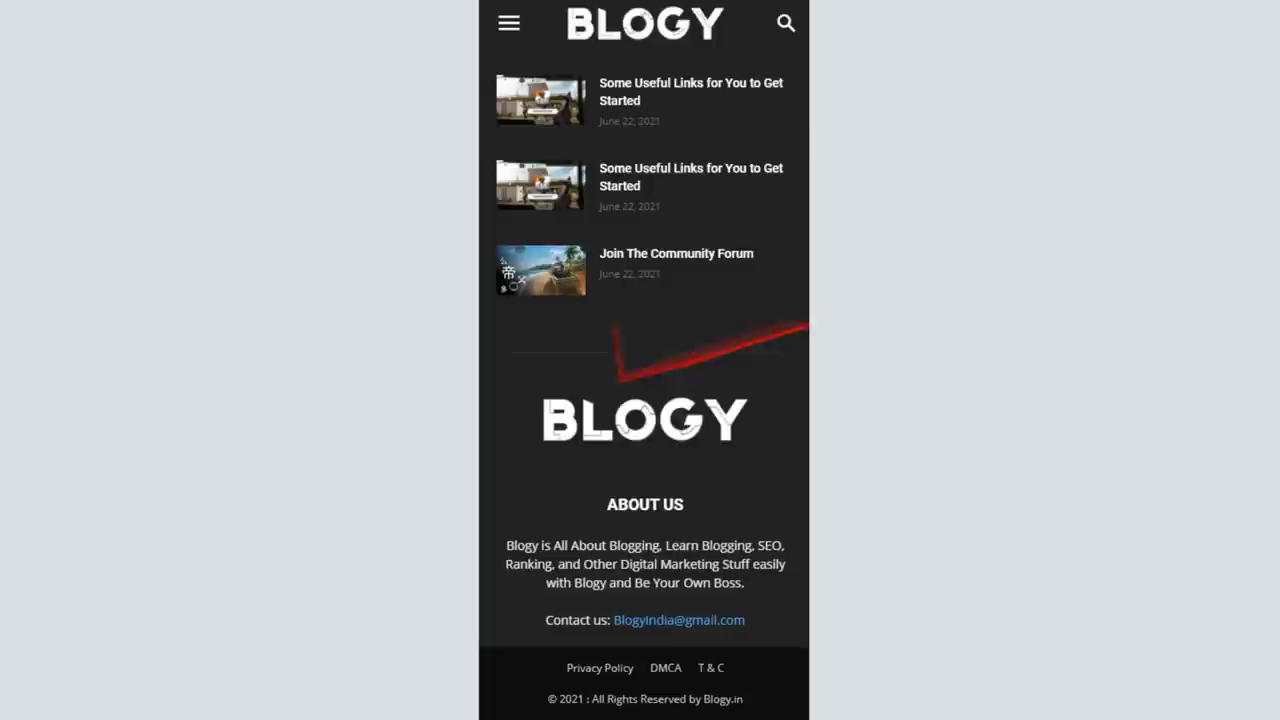 BLOGY
Some Useful Links for You to Get
Started
June 22, 2021
Some Useful Links for You to Get
Started
June 22, 2021
帝
Join The Community Forum
June 22, 2021
BLOGY
ABOUT US
Blogy is All About Blogging, Learn Blogging, SEO,
Ranking, and Other Digital Marketing Stuff easily
with Blogy and Be Your Own Boss.
Contact us: BlogyIndia@gmail.com
Privacy Policy DMCA T & C
© 2021 : All Rights Reserved by Blogy.in